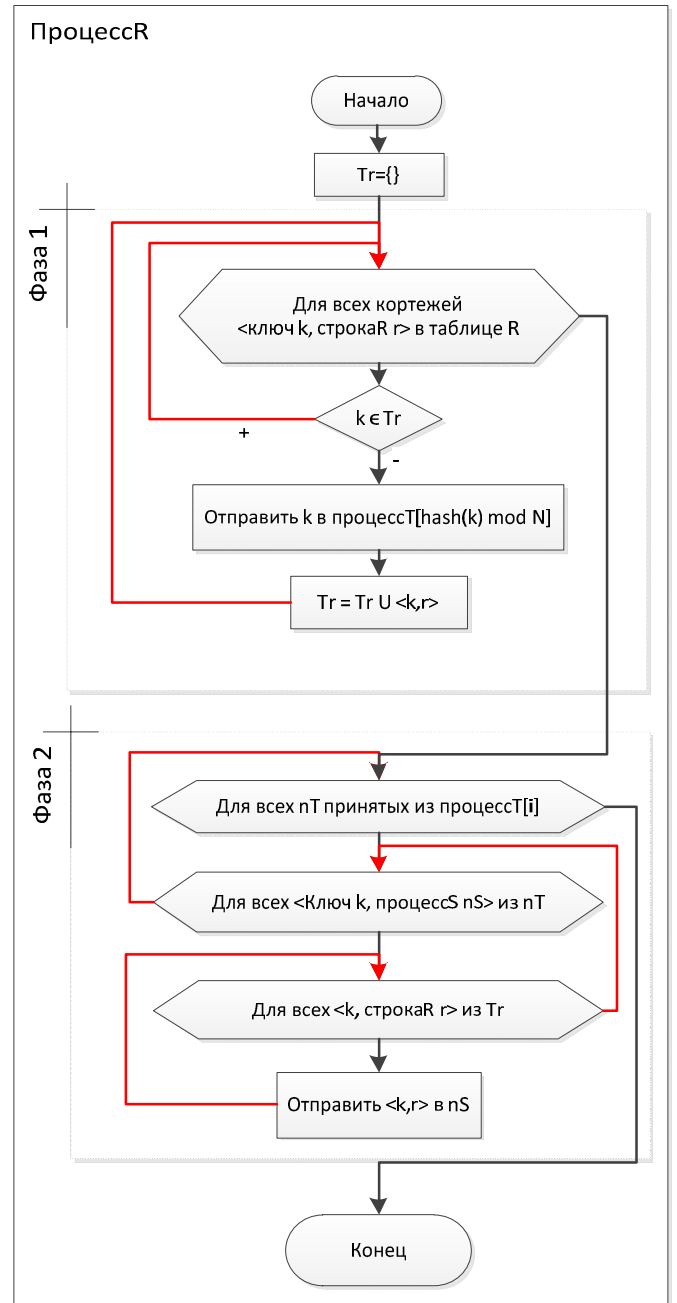 ПроцессR
Начало
Tr={}
Фаза 1
Для всех кортежей
<ключ k, строкаR r> в таблице R
k ∈ Tr
+
-
Отправить k в процессT[hash(k) mod N]
Tr = Tr U <k,r>
Фаза 2
Для всех nT принятых из процессT[i]
Для всех <Ключ k, процессS nS> из nT
Для всех <k, строкаR r> из Tr
Отправить <k,r> в nS
Конец